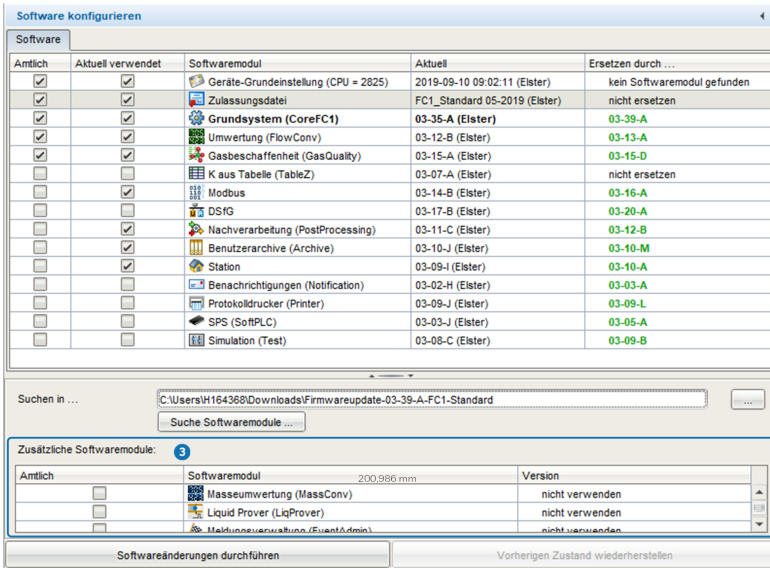 Software konfigurieren
Software
Amtlich Aktuell verwendet Softwaremodul Aktuell Ersetzen durch ...
Geräte-Grundeinstellung (CPU = 2825) 2019-09-10 09:02:11 (Elster) kein Softwaremodul gefunden
Zulassungsdatei FC1_Standard 05-2019 (Elster) nicht ersetzen
Grundsystem (CoreFC1) 03-35-A (Elster) 03-39-A
Umwertung (FlowConv) 03-12-B (Elster) 03-13-A
Gasbeschaffenheit (GasQuality) 03-15-A (Elster) 03-15-D
K aus Tabelle (TableZ) 03-07-A (Elster) nicht ersetzen
Modbus 03-14-B (Elster) 03-16-A
DSfG 03-17-B (Elster) 03-20-A
Nachverarbeitung (PostProcessing) 03-11-C (Elster) 03-12-B
Benutzerarchive (Archive) 03-10-J (Elster) 03-10-M
Station 03-09-I (Elster) 03-10-A
Benachrichtigungen (Notification) 03-02-H (Elster) 03-03-A
Protokolldrucker (Printer) 03-09-J (Elster) 03-09-L
SPS (SoftPLC) 03-03-J (Elster) 03-05-A
Simulation (Test) 03-08-C (Elster) 03-09-B
Suchen in ... C:\Users\H164368\Downloads\Firmwareupdate-03-39-A-FC1-Standard ...
Suche Softwaremodule ...
Zusätzliche Softwaremodule: 3
Amtlich Softwaremodul 200,986 mm Version
Masseumwertung (MassConv) nicht verwenden
Liquid Prover (LiqProver) nicht verwenden
Meldungsverwaltung (EventAdmin) nicht verwenden
Softwareänderungen durchführen Vorherigen Zustand wiederherstellen